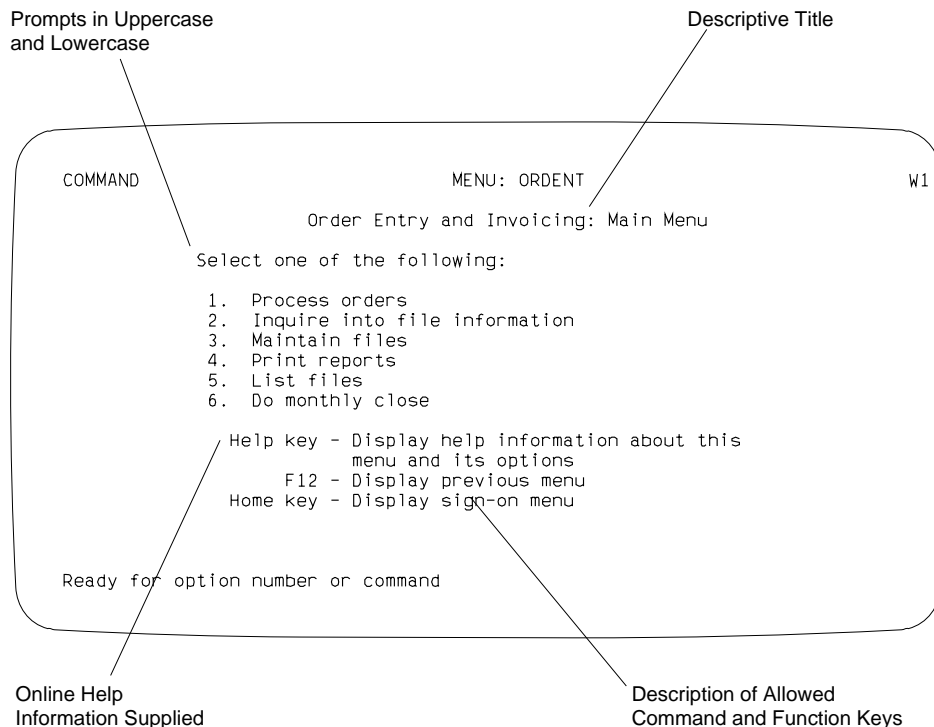 Prompts in Uppercase
and Lowercase
Descriptive Title
COMMAND MENU: ORDENT W1
Order Entry and Invoicing: Main Menu
Select one of the following:
1. Process orders
2. Inquire into file information
3. Maintain files
4. Print reports
5. List files
6. Do monthly close
Help key - Display help information about this
menu and its options
F12 - Display previous menu
Home key - Display sign-on menu
Ready for option number or command
Online Help
Information Supplied
Description of Allowed
Command and Function Keys